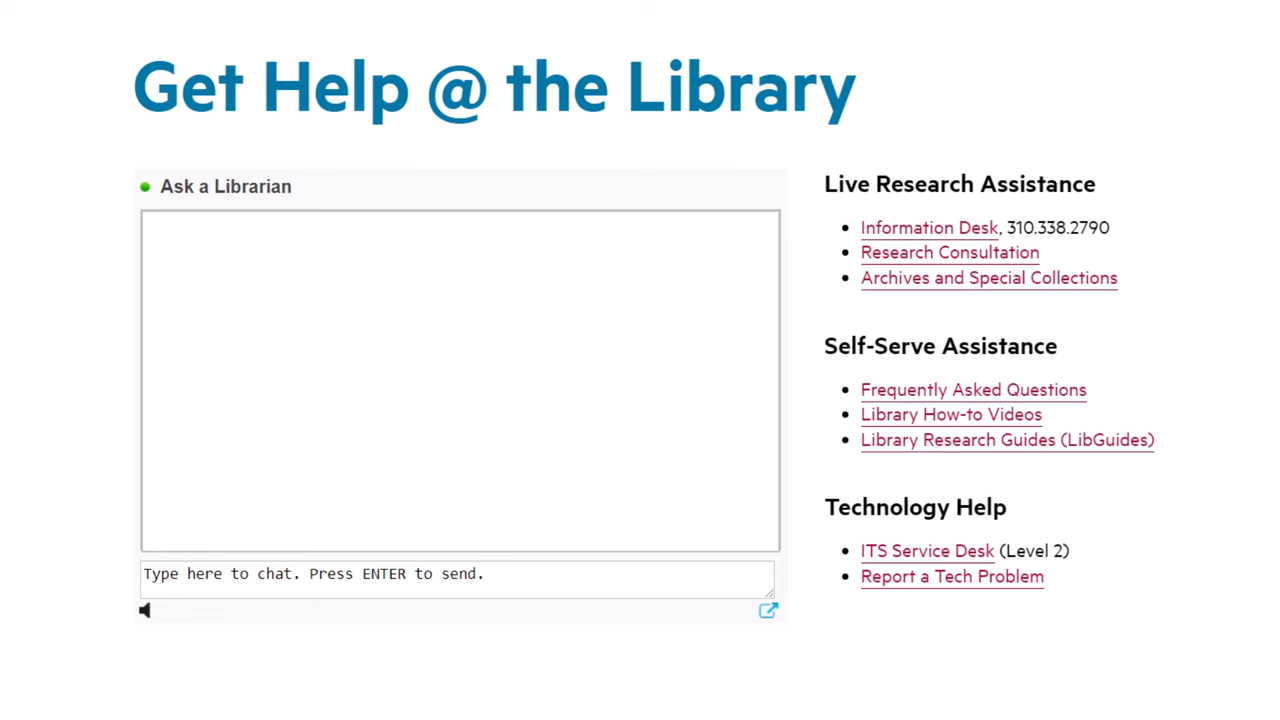 Get Help @ the Library
Ask a Librarian
Type here to chat. Press ENTER to send.
Live Research Assistance
Information Desk, 310.338.2790
Research Consultation
Archives and Special Collections
Self-Serve Assistance
Frequently Asked Questions
Library How-to Videos
Library Research Guides (LibGuides)
Technology Help
ITS Service Desk (Level 2)
Report a Tech Problem